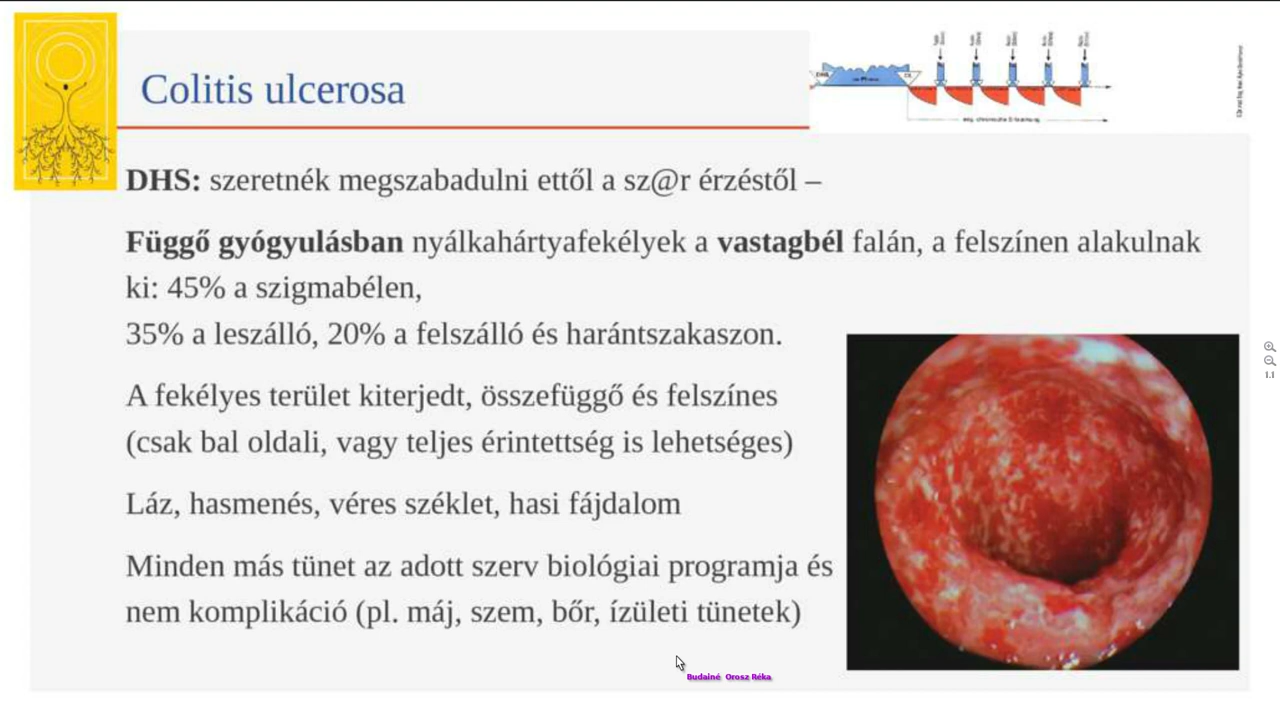 Colitis ulcerosa
DHS: szeretnék megszabadulni ettől a sz@r érzéstől –
Függő gyógyulásban nyálkahártyafekélyek a vastagbél falán, a felszínen alakulnak
ki: 45% a szigmabélen,
35% a leszálló, 20% a felszálló és harántszakaszon.
A fekélyes terület kiterjedt, összefüggő és felszínes
(csak bal oldali, vagy teljes érintettség is lehetséges)
Láz, hasmenés, véres széklet, hasi fájdalom
Minden más tünet az adott szerv biológiai programja és
nem komplikáció (pl. máj, szem, bőr, ízületi tünetek)
Budainé Orosz Réka
1.1